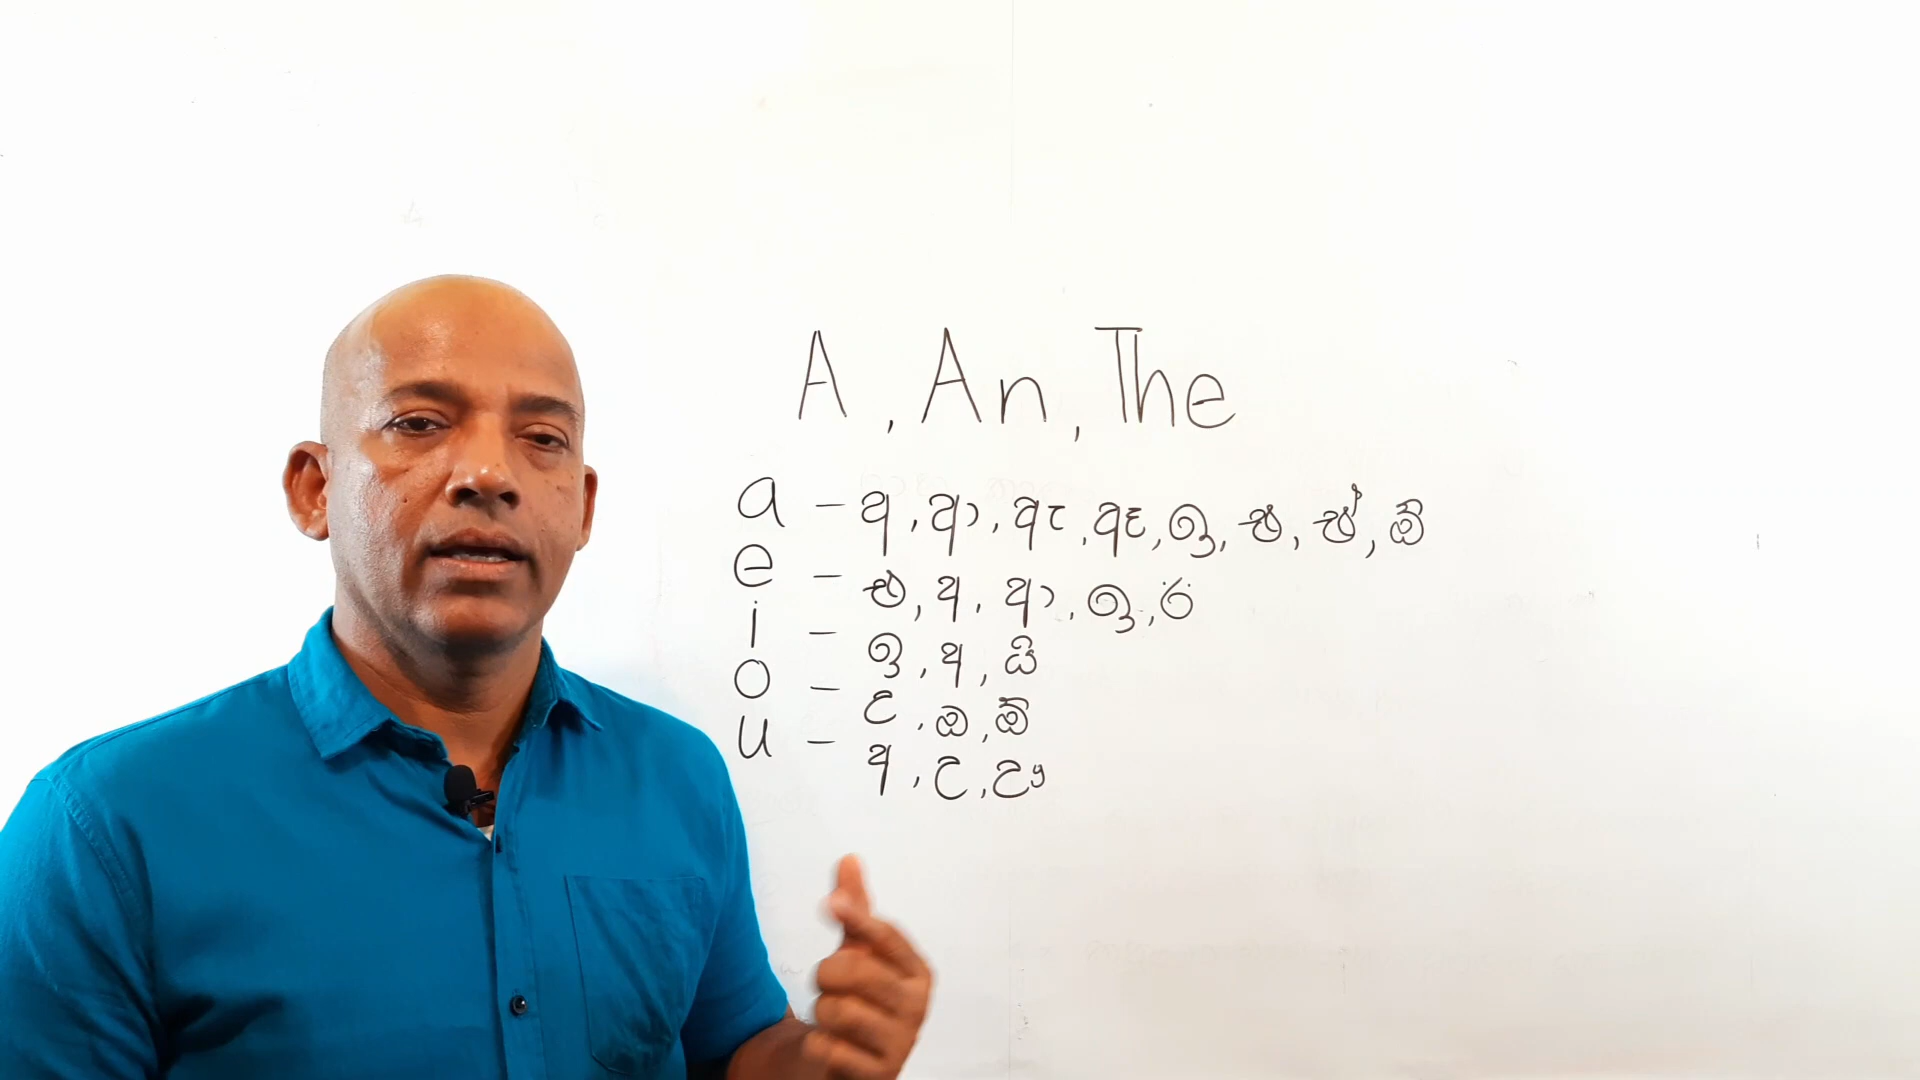 A, An, The
a – අ, ආ, ඇ, ඈ, ඉ, එ, ඒ, ඕ
e – එ, අ, ආ, ඉ, ඊ
i – ඉ, අ, යි
o – උ, ඔ, ඕ
u – අ, උ, යු